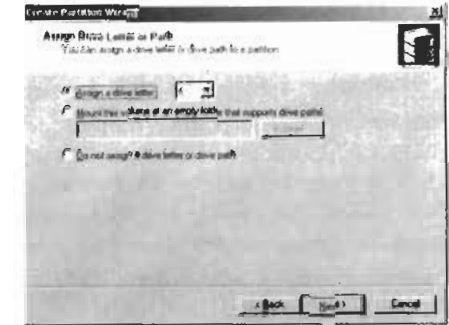 Create Partition Wizard
Assign Drive Letter or Path
You can assign a drive letter or drive path to a partition.
Assign a drive letter:
Mount this volume at an empty folder that supports drive paths:
Do not assign a drive letter or drive path
< Back Next > Cancel